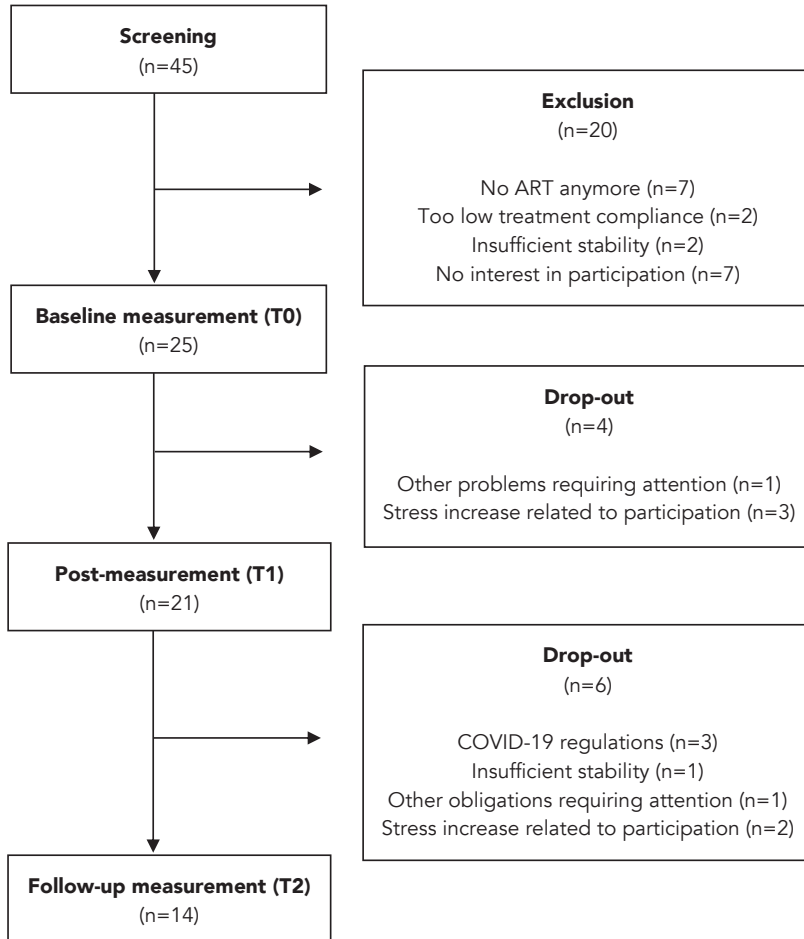 Screening
(n=45)
Exclusion
(n=20)
No ART anymore (n=7)
Too low treatment compliance (n=2)
Insufficient stability (n=2)
No interest in participation (n=7)
Baseline measurement (T0)
(n=25)
Drop-out
(n=4)
Other problems requiring attention (n=1)
Stress increase related to participation (n=3)
Post-measurement (T1)
(n=21)
Drop-out
(n=6)
COVID-19 regulations (n=3)
Insufficient stability (n=1)
Other obligations requiring attention (n=1)
Stress increase related to participation (n=2)
Follow-up measurement (T2)
(n=14)